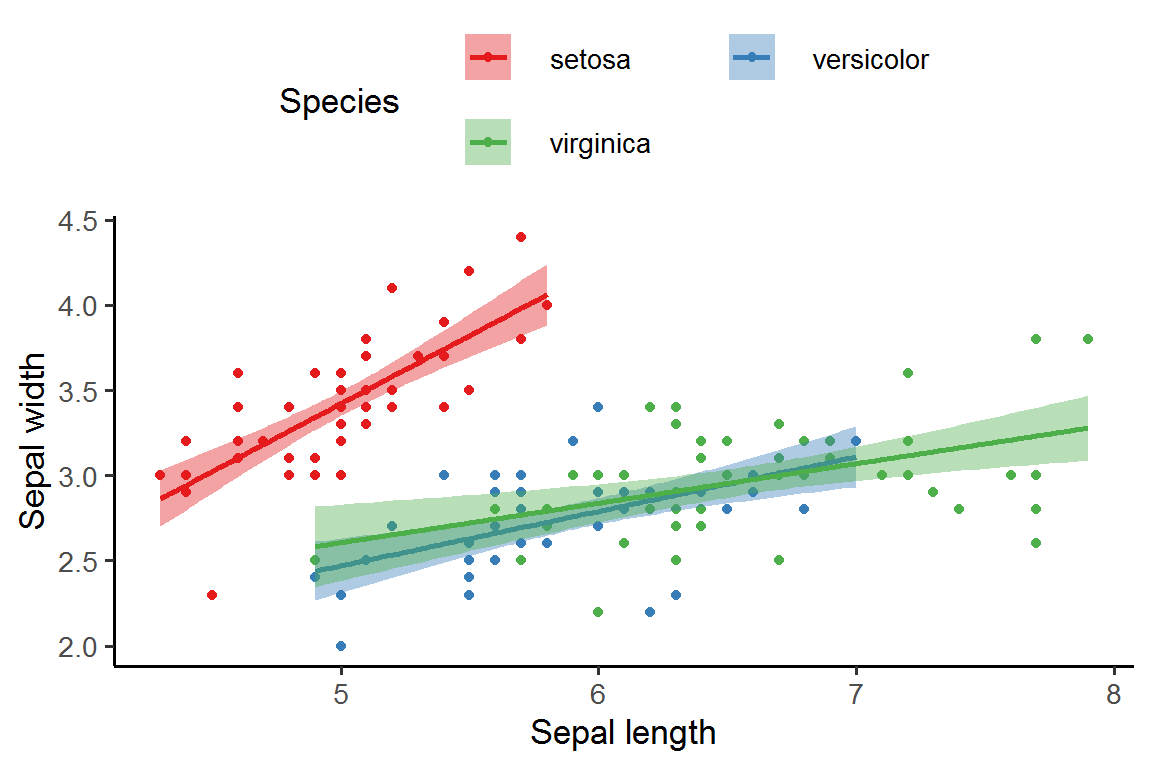 setosa versicolor
Species
virginica
4.5
4.0
3.5
3.0
2.5
2.0
Sepal width
5 6 7 8
Sepal length